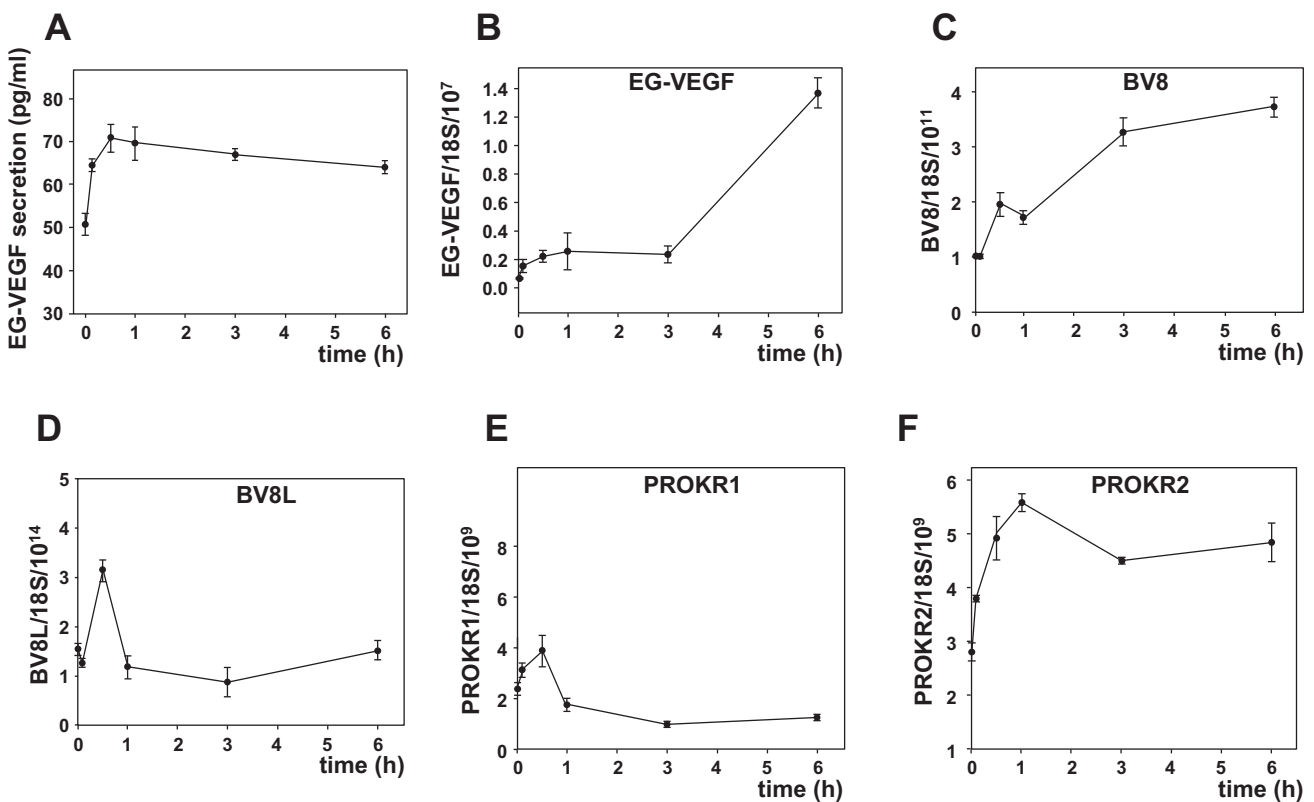 A
EG-VEGF secretion (pg/ml)
80
70
60
50
40
30
0 1 2 3 4 5 6
time (h)
B
EG-VEGF
EG-VEGF/18S/10⁷
1.4
1.2
1.0
0.8
0.6
0.4
0.2
0.0
0 1 2 3 4 5 6
time (h)
C
BV8
BV8/18S/10¹¹
4
3
2
1
0
0 1 2 3 4 5 6
time (h)
D
BV8L
BV8L/18S/10¹⁴
5
4
3
2
1
0
0 1 2 3 4 5 6
time (h)
E
PROKR1
PROKR1/18S/10⁹
8
6
4
2
0
0 1 2 3 4 5 6
time (h)
F
PROKR2
PROKR2/18S/10⁹
6
5
4
3
2
1
0 1 2 3 4 5 6
time (h)